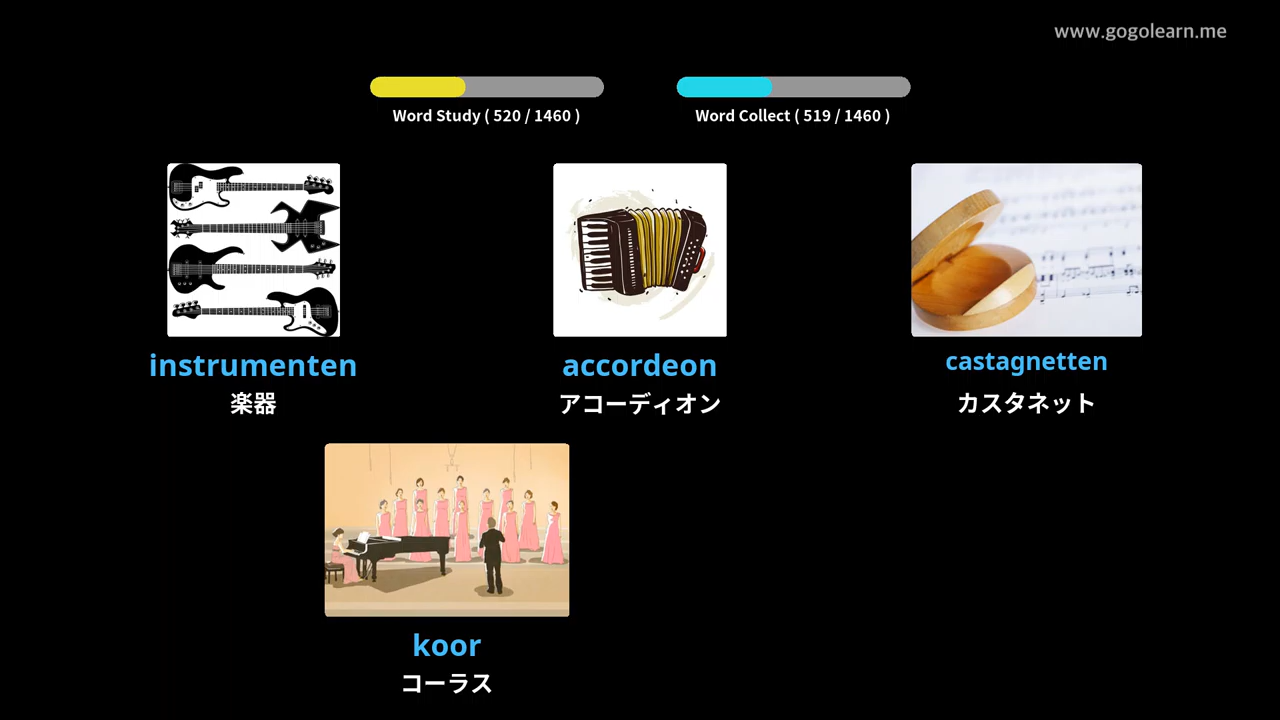 www.gogolearn.me
Word Study ( 520 / 1460 )
Word Collect ( 519 / 1460 )
instrumenten
楽器
accordeon
アコーディオン
castagnetten
カスタネット
koor
コーラス